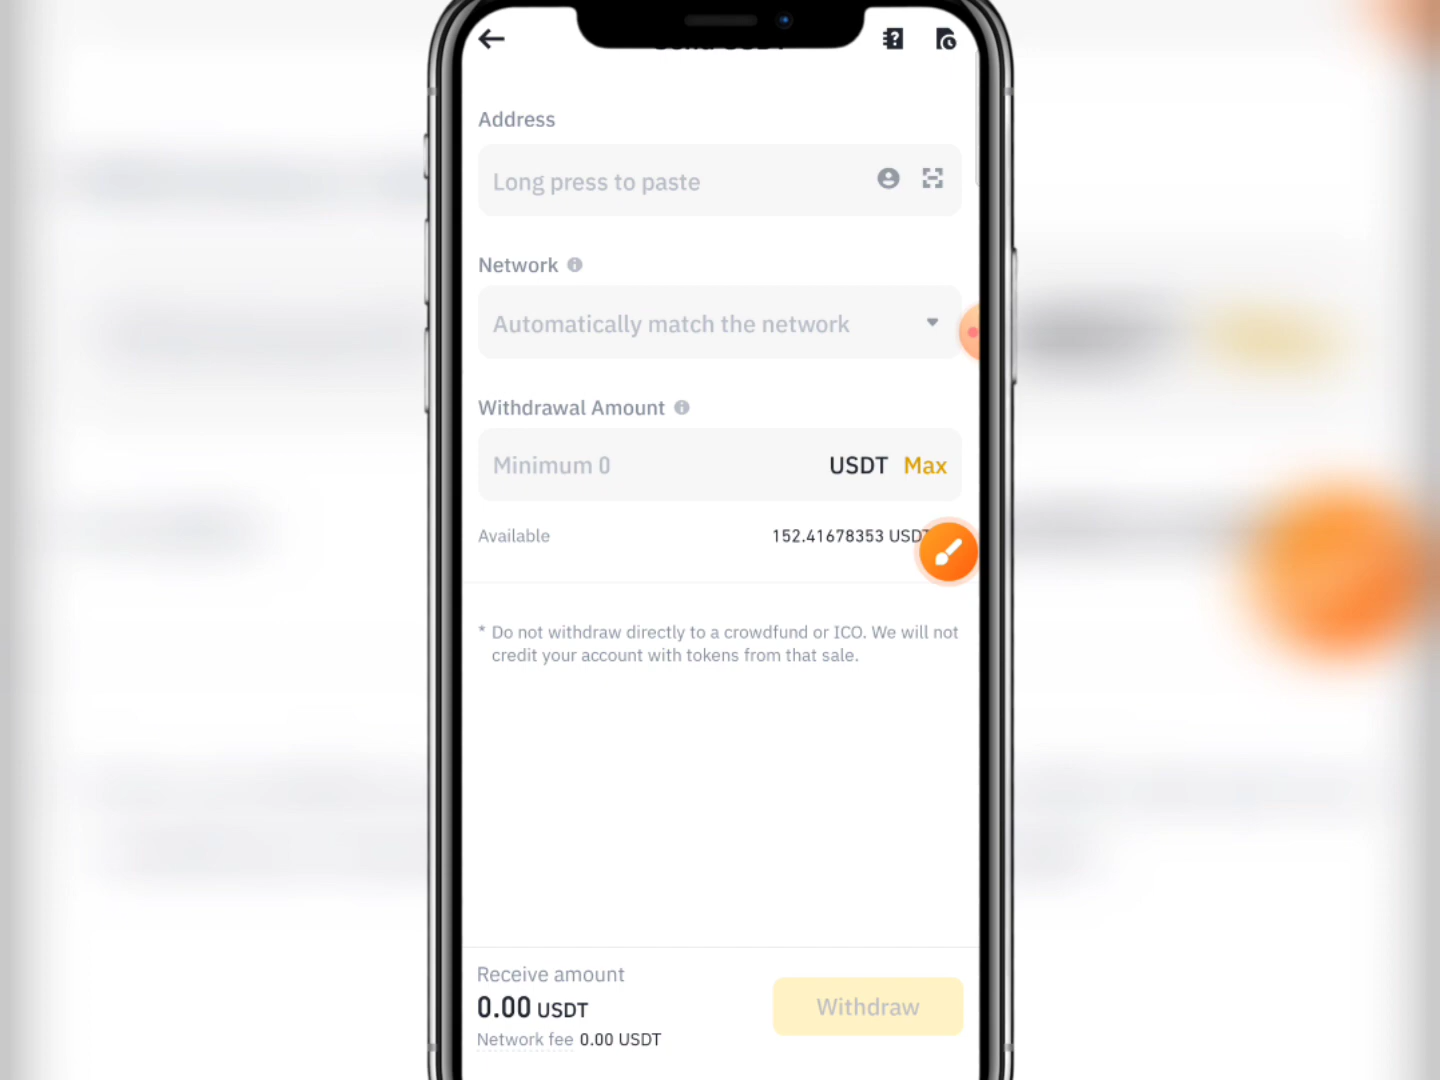 Address
Long press to paste
Network
Automatically match the network
Withdrawal Amount
Minimum 0 USDT Max
Available 152.41678353 USDT
* Do not withdraw directly to a crowdfund or ICO. We will not
credit your account with tokens from that sale.
Receive amount
0.00 USDT
Network fee 0.00 USDT
Withdraw